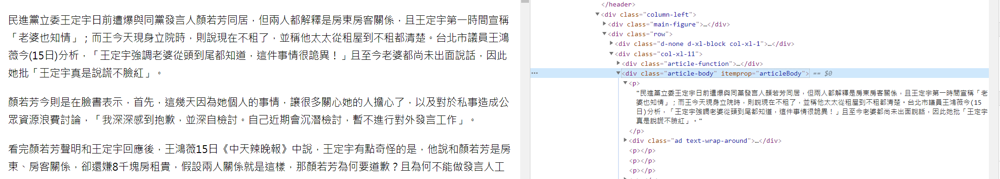 民進黨立委王定宇日前遭爆與同黨發言人顏若芳同居，但兩人都解釋是房東房客關係，且王定宇第一時間宣稱
「老婆也知情」；而王今天現身立院時，則說現在不租了，並稱他太太從租屋到不租都清楚。台北市議員王鴻
薇今(15日)分析，「王定宇強調老婆從頭到尾都知道，這件事情很詭異！」且至今老婆都尚未出面說話，因此
她批「王定宇真是說謊不臉紅」。
顏若芳今則是在臉書表示，首先，這幾天因為她個人的事情，讓很多關心她的人擔心了，以及對於私事造成公
眾資源浪費討論，「我深深感到抱歉，並深自檢討。自己近期會沉潛檢討，暫不進行對外發言工作」。
看完顏若芳聲明和王定宇回應後，王鴻薇15日《中天辣晚報》中說，王定宇有點奇怪的是，他說和顏若芳是房
東、房客關係，卻還嫌8千塊房租貴，假設兩人關係就是這樣，那顏若芳為何要道歉？且為何不能做發言人工
</header>
▼<div class="column-left">
▶<div class="main-figure">…</div>
▼<div class="row">
▶<div class="d-none d-xl-block col-xl-1">…</div>
▼<div class="col-xl-11">
▶<div class="article-function">…</div>
… ▼<div class="article-body" itemprop="articleBody"> == $0
▼<p>
"民進黨立委王定宇日前遭爆與同黨發言人顏若芳同居，但兩人都解釋是房東房客關係，且王定宇第一時間宣稱「老
婆也知情」；而王今天現身立院時，則說現在不租了，並稱他太太從租屋到不租都清楚。台北市議員王鴻薇今(15
日)分析，「王定宇強調老婆從頭到尾都知道，這件事情很詭異！」且至今老婆都尚未出面說話，因此她批「王定宇
真是說謊不臉紅」。"
</p>
▶<div class="ad text-wrap-around">…</div>
<p></p>
<p></p>
<p></p>